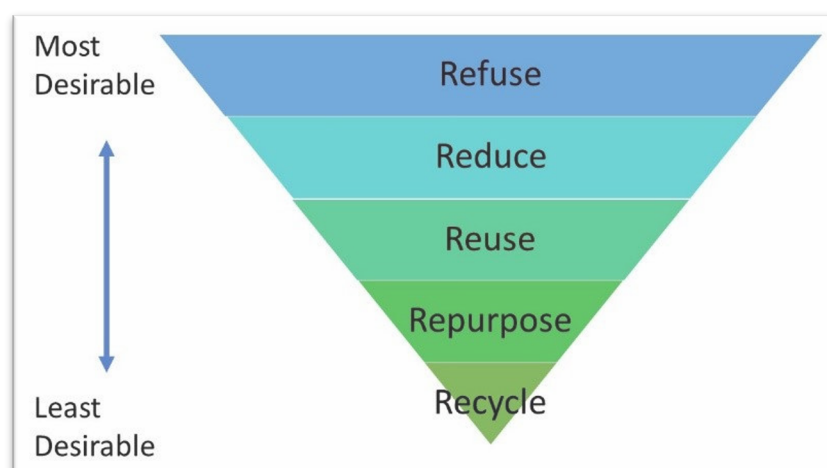 Most
Desirable
Refuse
Reduce
Reuse
Repurpose
Recycle
Least
Desirable